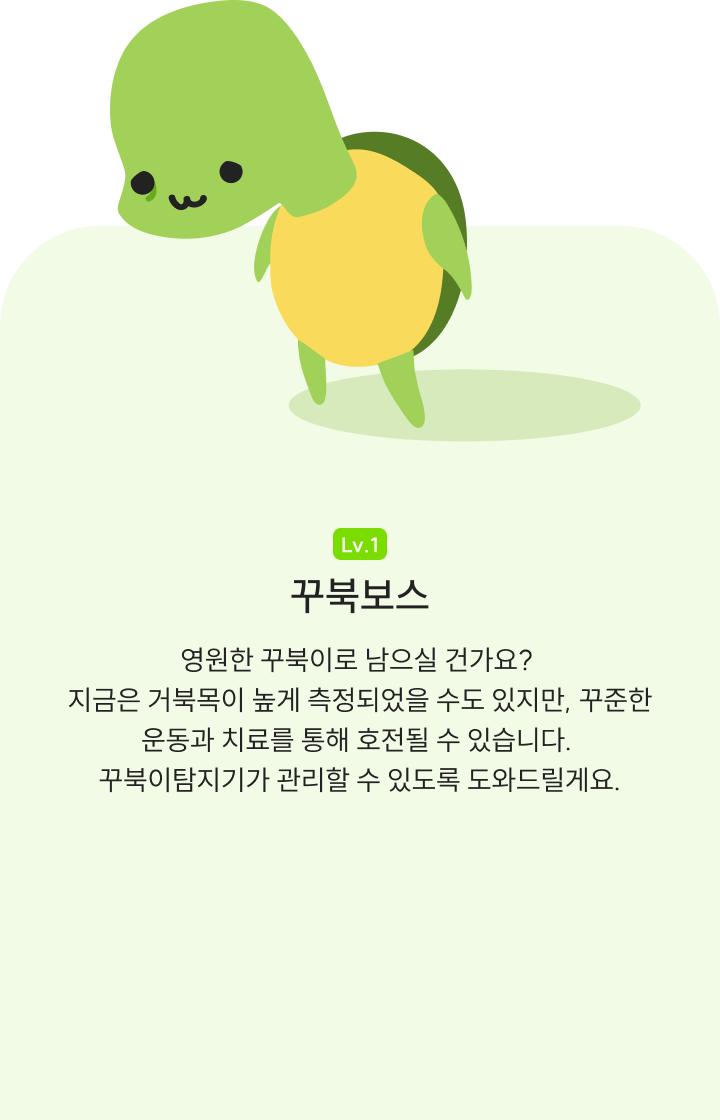 Lv.1
꾸북보스
영원한 꾸북이로 남으실 건가요?
지금은 거북목이 높게 측정되었을 수도 있지만, 꾸준한
운동과 치료를 통해 호전될 수 있습니다.
꾸북이탐지기가 관리할 수 있도록 도와드릴게요.